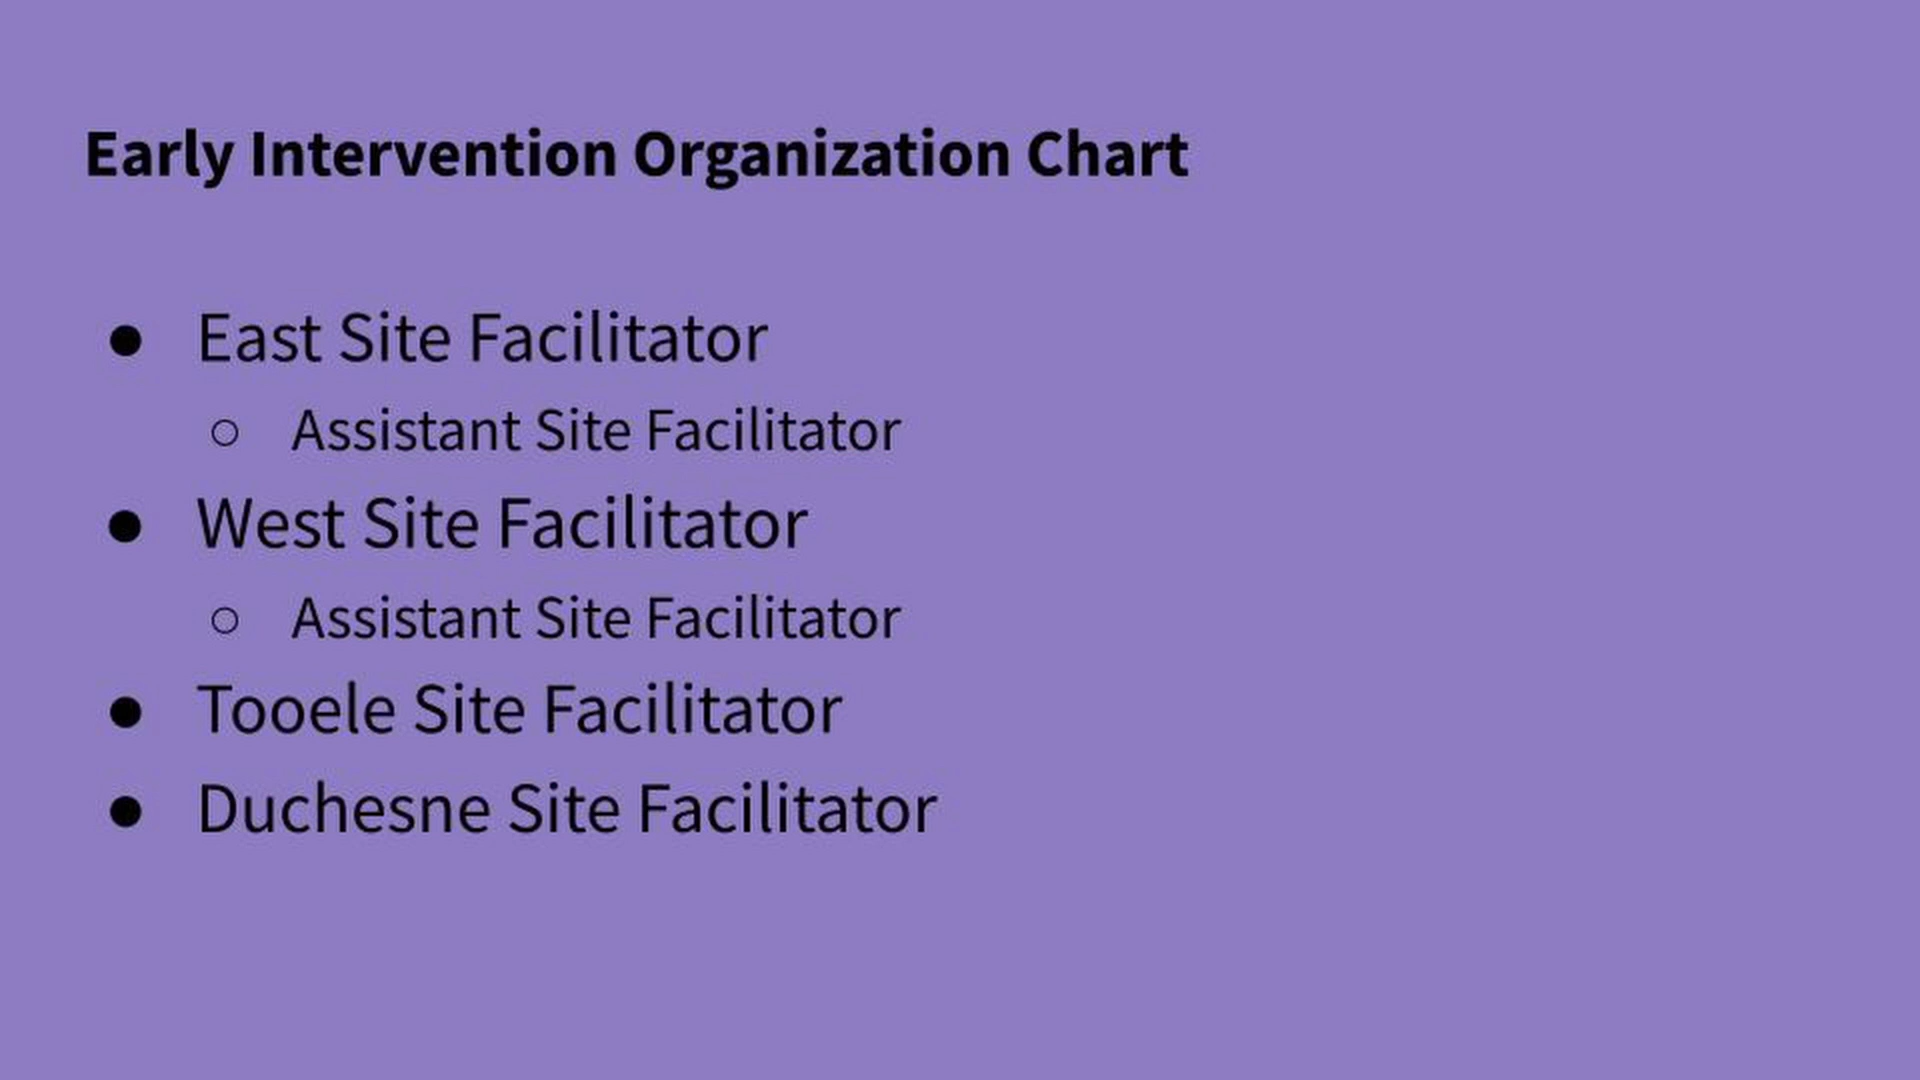 Early Intervention Organization Chart
● East Site Facilitator
○ Assistant Site Facilitator
● West Site Facilitator
○ Assistant Site Facilitator
● Tooele Site Facilitator
● Duchesne Site Facilitator